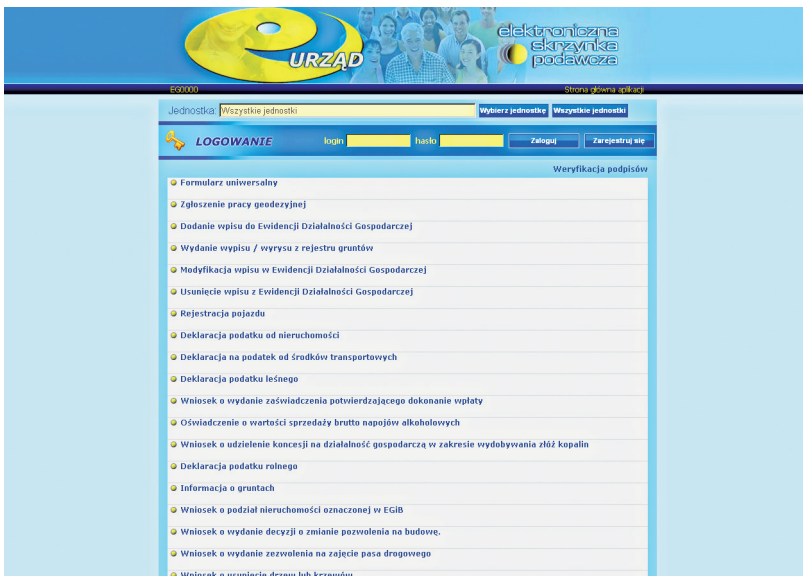 e URZĄD
elektroniczna
skrzynka
podawcza
EG0000 Strona główna aplikacji
Jednostka: Wszystkie jednostki Wybierz jednostkę Wszystkie jednostki
LOGOWANIE login hasło Zaloguj Zarejestruj się
Weryfikacja podpisów
Formularz uniwersalny
Zgłoszenie pracy geodezyjnej
Dodanie wpisu do Ewidencji Działalności Gospodarczej
Wydanie wypisu / wyrysu z rejestru gruntów
Modyfikacja wpisu w Ewidencji Działalności Gospodarczej
Usunięcie wpisu z Ewidencji Działalności Gospodarczej
Rejestracja pojazdu
Deklaracja podatku od nieruchomości
Deklaracja na podatek od środków transportowych
Deklaracja podatku leśnego
Wniosek o wydanie zaświadczenia potwierdzającego dokonanie wpłaty
Oświadczenie o wartości sprzedaży brutto napojów alkoholowych
Wniosek o udzielenie koncesji na działalność gospodarczą w zakresie wydobywania złóż kopalin
Deklaracja podatku rolnego
Informacja o gruntach
Wniosek o podział nieruchomości oznaczonej w EGiB
Wniosek o wydanie decyzji o zmianie pozwolenia na budowę.
Wniosek o wydanie zezwolenia na zajęcie pasa drogowego
Wniosek o usunięcie drzew lub krzewów